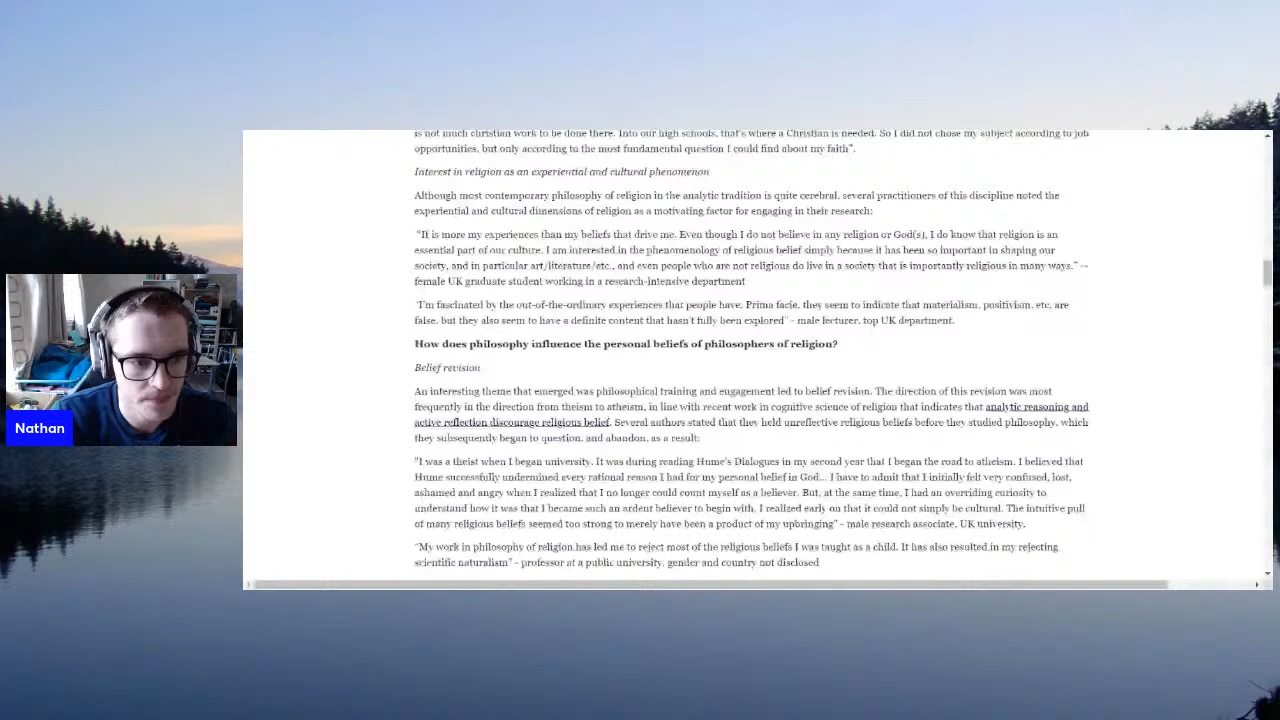 is not much christian work to be done there. Into our high schools, that's where a Christian is needed. So I did not chose my subject according to job
opportunities, but only according to the most fundamental question I could find about my faith".
Interest in religion as an experiential and cultural phenomenon
Although most contemporary philosophy of religion in the analytic tradition is quite cerebral, several practitioners of this discipline noted the
experiential and cultural dimensions of religion as a motivating factor for engaging in their research:
"It is more my experiences than my beliefs that drive me. Even though I do not believe in any religion or God(s), I do know that religion is an
essential part of our culture. I am interested in the phenomenology of religious belief simply because it has been so important in shaping our
society, and in particular art/literature/etc., and even people who are not religious do live in a society that is importantly religious in many ways." --
female UK graduate student working in a research-intensive department
"I'm fascinated by the out-of-the-ordinary experiences that people have. Prima facie, they seem to indicate that materialism, positivism, etc. are
false, but they also seem to have a definite content that hasn't fully been explored" - male lecturer, top UK department.
How does philosophy influence the personal beliefs of philosophers of religion?
Belief revision
An interesting theme that emerged was philosophical training and engagement led to belief revision. The direction of this revision was most
frequently in the direction from theism to atheism, in line with recent work in cognitive science of religion that indicates that analytic reasoning and
active reflection discourage religious belief. Several authors stated that they held unreflective religious beliefs before they studied philosophy, which
they subsequently began to question, and abandon, as a result:
Nathan
"I was a theist when I began university. It was during reading Hume's Dialogues in my second year that I began the road to atheism. I believed that
Hume successfully undermined every rational reason I had for my personal belief in God... I have to admit that I initially felt very confused, lost,
ashamed and angry when I realized that I no longer could count myself as a believer. But, at the same time, I had an overriding curiosity to
understand how it was that I became such an ardent believer to begin with. I realized early on that it could not simply be cultural. The intuitive pull
of many religious beliefs seemed too strong to merely have been a product of my upbringing" - male research associate, UK university.
"My work in philosophy of religion has led me to reject most of the religious beliefs I was taught as a child. It has also resulted in my rejecting
scientific naturalism" - professor at a public university, gender and country not disclosed